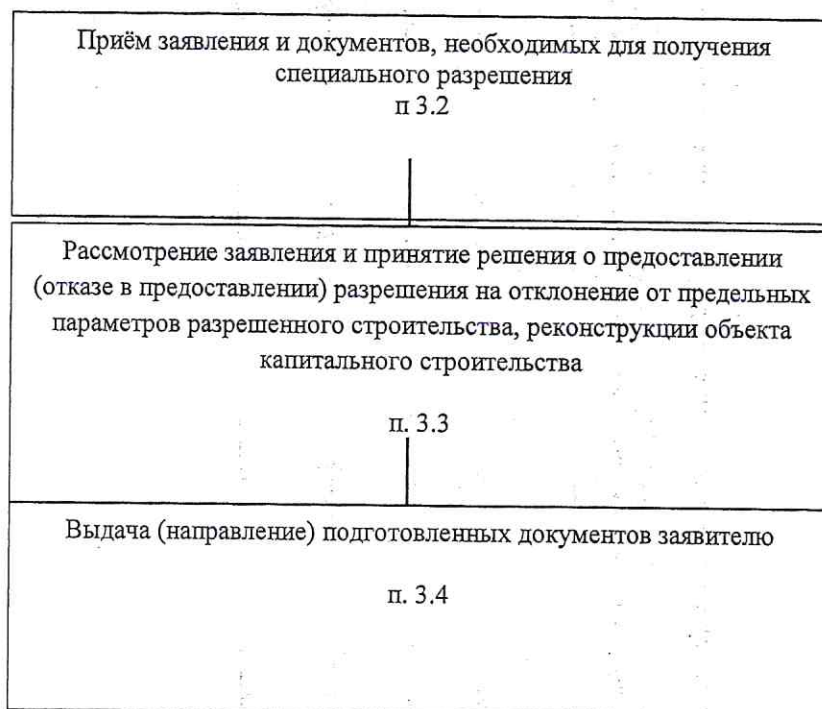 Приём заявления и документов, необходимых для получения
специального разрешения
п 3.2
Рассмотрение заявления и принятие решения о предоставлении
(отказе в предоставлении) разрешения на отклонение от предельных
параметров разрешенного строительства, реконструкции объекта
капитального строительства
п. 3.3
Выдача (направление) подготовленных документов заявителю
п. 3.4